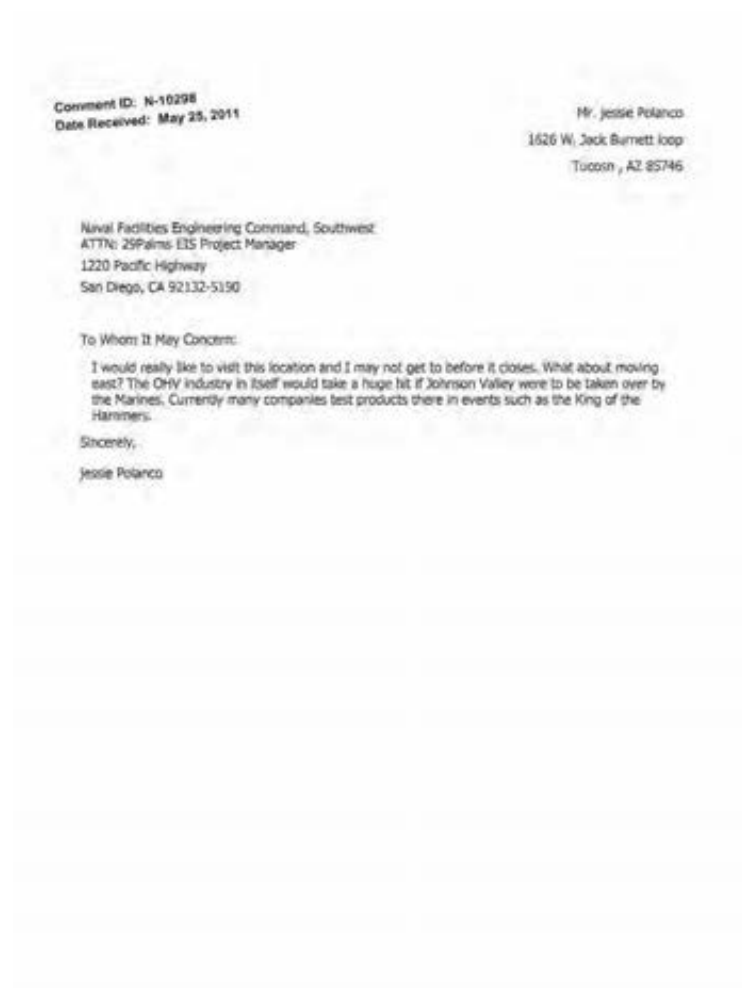 Comment ID: N-10298
Date Received: May 25, 2011
Mr. Jessie Polanco
1626 W. Jack Burnett loop
Tucosn , AZ 85746
Naval Facilities Engineering Command, Southwest
ATTN: 29Palms EIS Project Manager
1220 Pacific Highway
San Diego, CA 92132-5190
To Whom It May Concern:
I would really like to visit this location and I may not get to before it closes. What about moving
east? The OHV industry in itself would take a huge hit if Johnson Valley were to be taken over by
the Marines. Currently many companies test products there in events such as the King of the
Hammers.
Sincerely,
Jessie Polanco